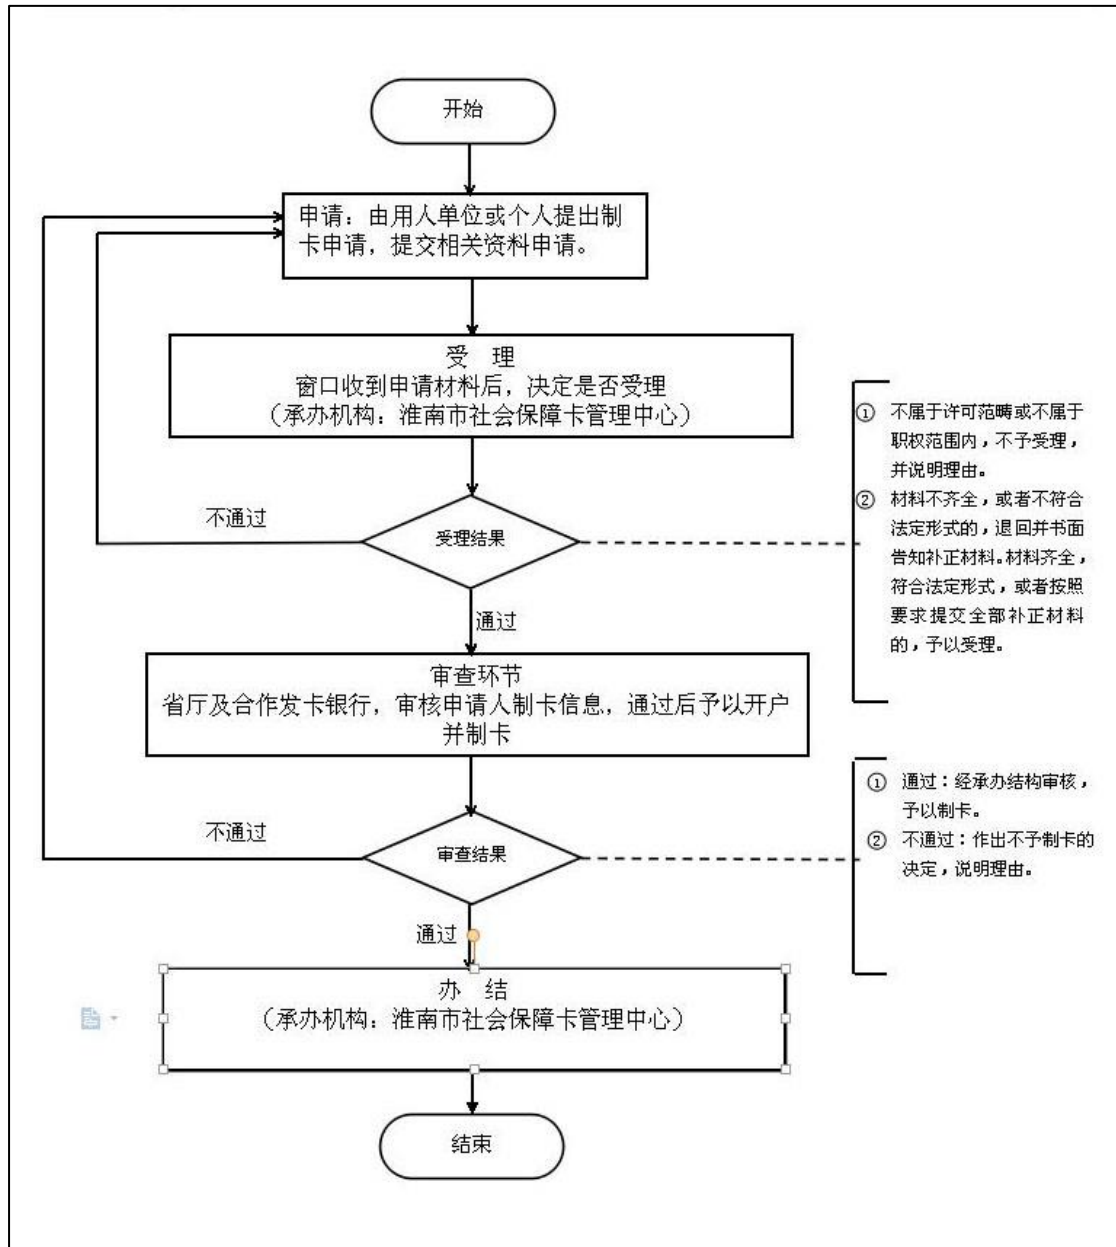 开始
申请：由用人单位或个人提出制
卡申请，提交相关资料申请。
受 理
窗口收到申请材料后，决定是否受理
（承办机构：淮南市社会保障卡管理中心）
① 不属于许可范畴或不属于
职权范围内，不予受理，
并说明理由。
② 材料不齐全，或者不符合
法定形式的，退回并书面
告知补正材料。材料齐全，
符合法定形式，或者按照
要求提交全部补正材料
的，予以受理。
不通过
受理结果
通过
审查环节
省厅及合作发卡银行，审核申请人制卡信息，通过后予以开户
并制卡
① 通过：经承办结构审核，
予以制卡。
② 不通过：作出不予制卡的
决定，说明理由。
不通过
审查结果
通过
办 结
（承办机构：淮南市社会保障卡管理中心）
结束